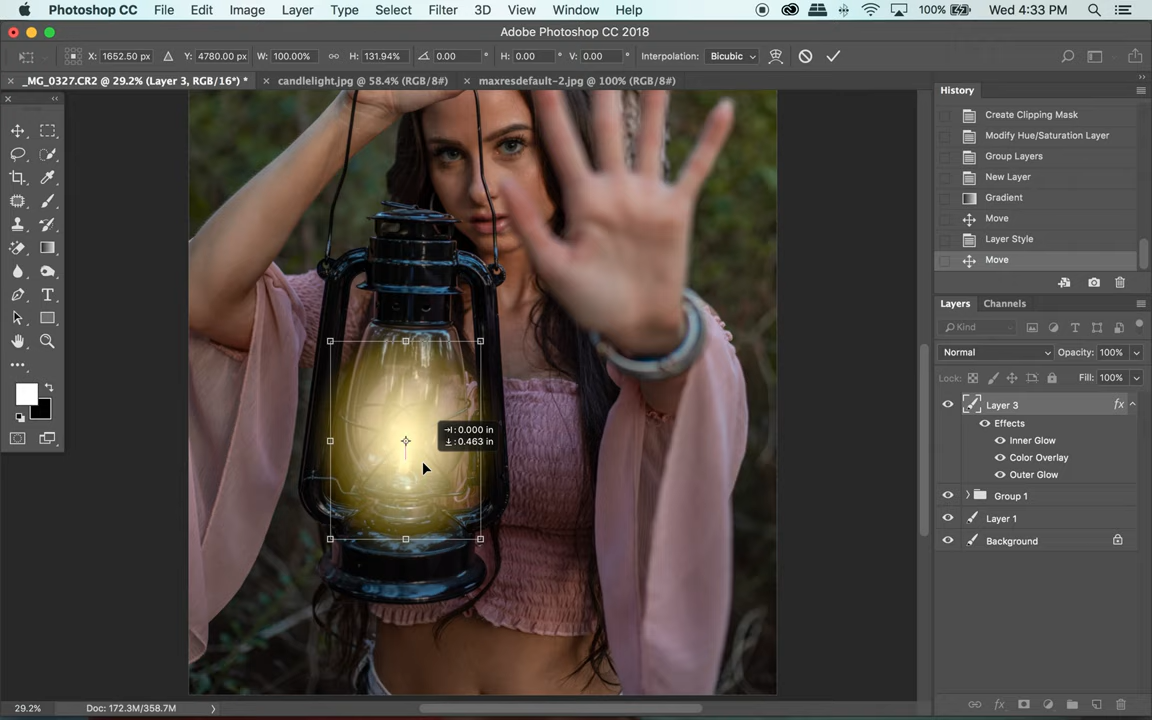 Photoshop CC File Edit Image Layer Type Select Filter 3D View Window Help 100% Wed 4:33 PM
Adobe Photoshop CC 2018
X: 1652.50 px Y: 4780.00 px W: 100.00% H: 131.94% 0.00 ° H: 0.00 ° V: 0.00 ° Interpolation: Bicubic
_MG_0327.CR2 @ 29.2% (Layer 3, RGB/16*) * candlelight.jpg @ 58.4% (RGB/8#) maxresdefault-2.jpg @ 100% (RGB/8#)
History
Create Clipping Mask
Modify Hue/Saturation Layer
Group Layers
New Layer
Gradient
Move
Layer Style
Move
Layers Channels
Kind
Normal Opacity: 100%
Lock: Fill: 100%
Layer 3 fx
Effects
Inner Glow
Color Overlay
Outer Glow
Group 1
Layer 1
Background
: 0.000 in
: 0.463 in
29.2% Doc: 172.3M/358.7M fx